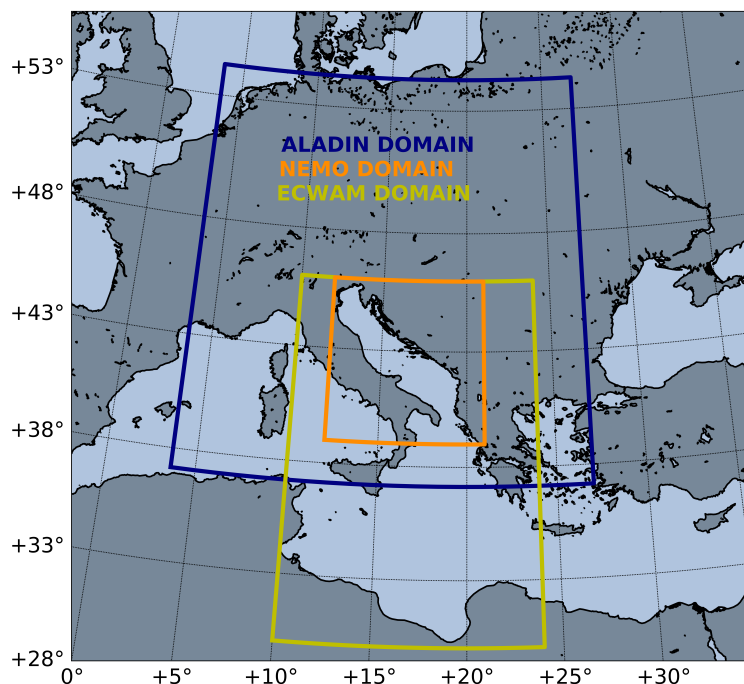 +53°
ALADIN DOMAIN
NEMO DOMAIN
ECWAM DOMAIN
+48°
+43°
+38°
+33°
+28°
0° +5° +10° +15° +20° +25° +30°